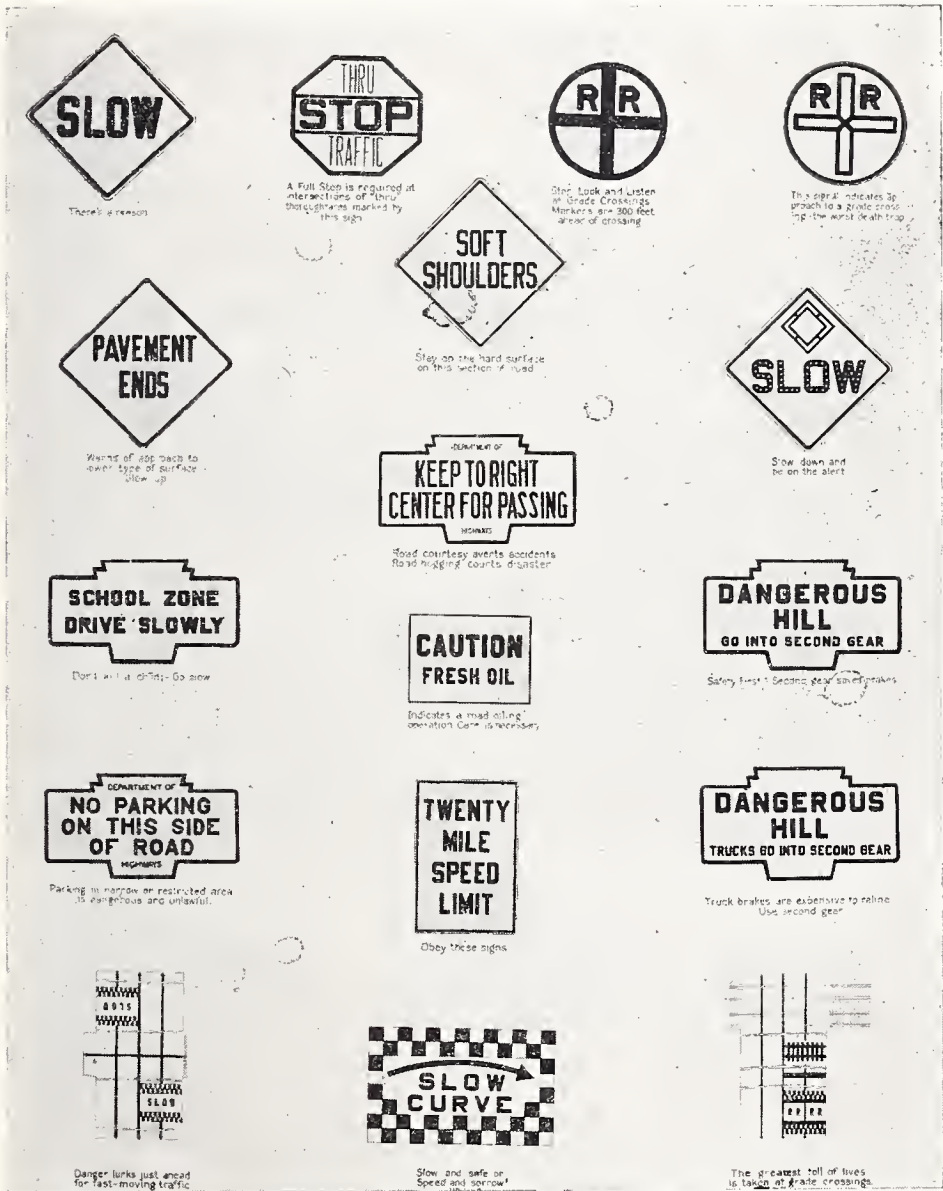 SLOW
There's a reason
THRU
STOP
TRAFFIC
A Full Stop is required at
intersections of "thru"
thoroughfares marked by
this sign
R R
Stop, Look and Listen
at Grade Crossings
Markers are 300 feet
ahead of crossing
R R
This signal indicates ap
proach to a grade cross
ing - the worst death trap
SOFT
SHOULDERS
Stay on the hard surface
on this section of road
PAVEMENT
ENDS
Warns of approach to
lower type of surface -
Slow up
SLOW
Slow down and
be on the alert
DEPARTMENT OF
KEEP TO RIGHT
CENTER FOR PASSING
HIGHWAYS
Road courtesy averts accidents
Road hogging courts disaster
SCHOOL ZONE
DRIVE SLOWLY
Don't a child - Go slow
CAUTION
FRESH OIL
Indicates a road oiling
operation Care is necessary
DANGEROUS
HILL
GO INTO SECOND GEAR
Safety First! Second gear saves brakes
DEPARTMENT OF
NO PARKING
ON THIS SIDE
OF ROAD
HIGHWAYS
Parking in narrow or restricted area
is dangerous and unlawful.
TWENTY
MILE
SPEED
LIMIT
Obey these signs
DANGEROUS
HILL
TRUCKS GO INTO SECOND GEAR
Truck brakes are expensive to reline
Use second gear
SLOW
SLOW
Danger lurks just ahead
for fast-moving traffic
SLOW
CURVE
Slow and safe or
Speed and sorrow!
R R R R
The greatest toll of lives
is taken at grade crossings.